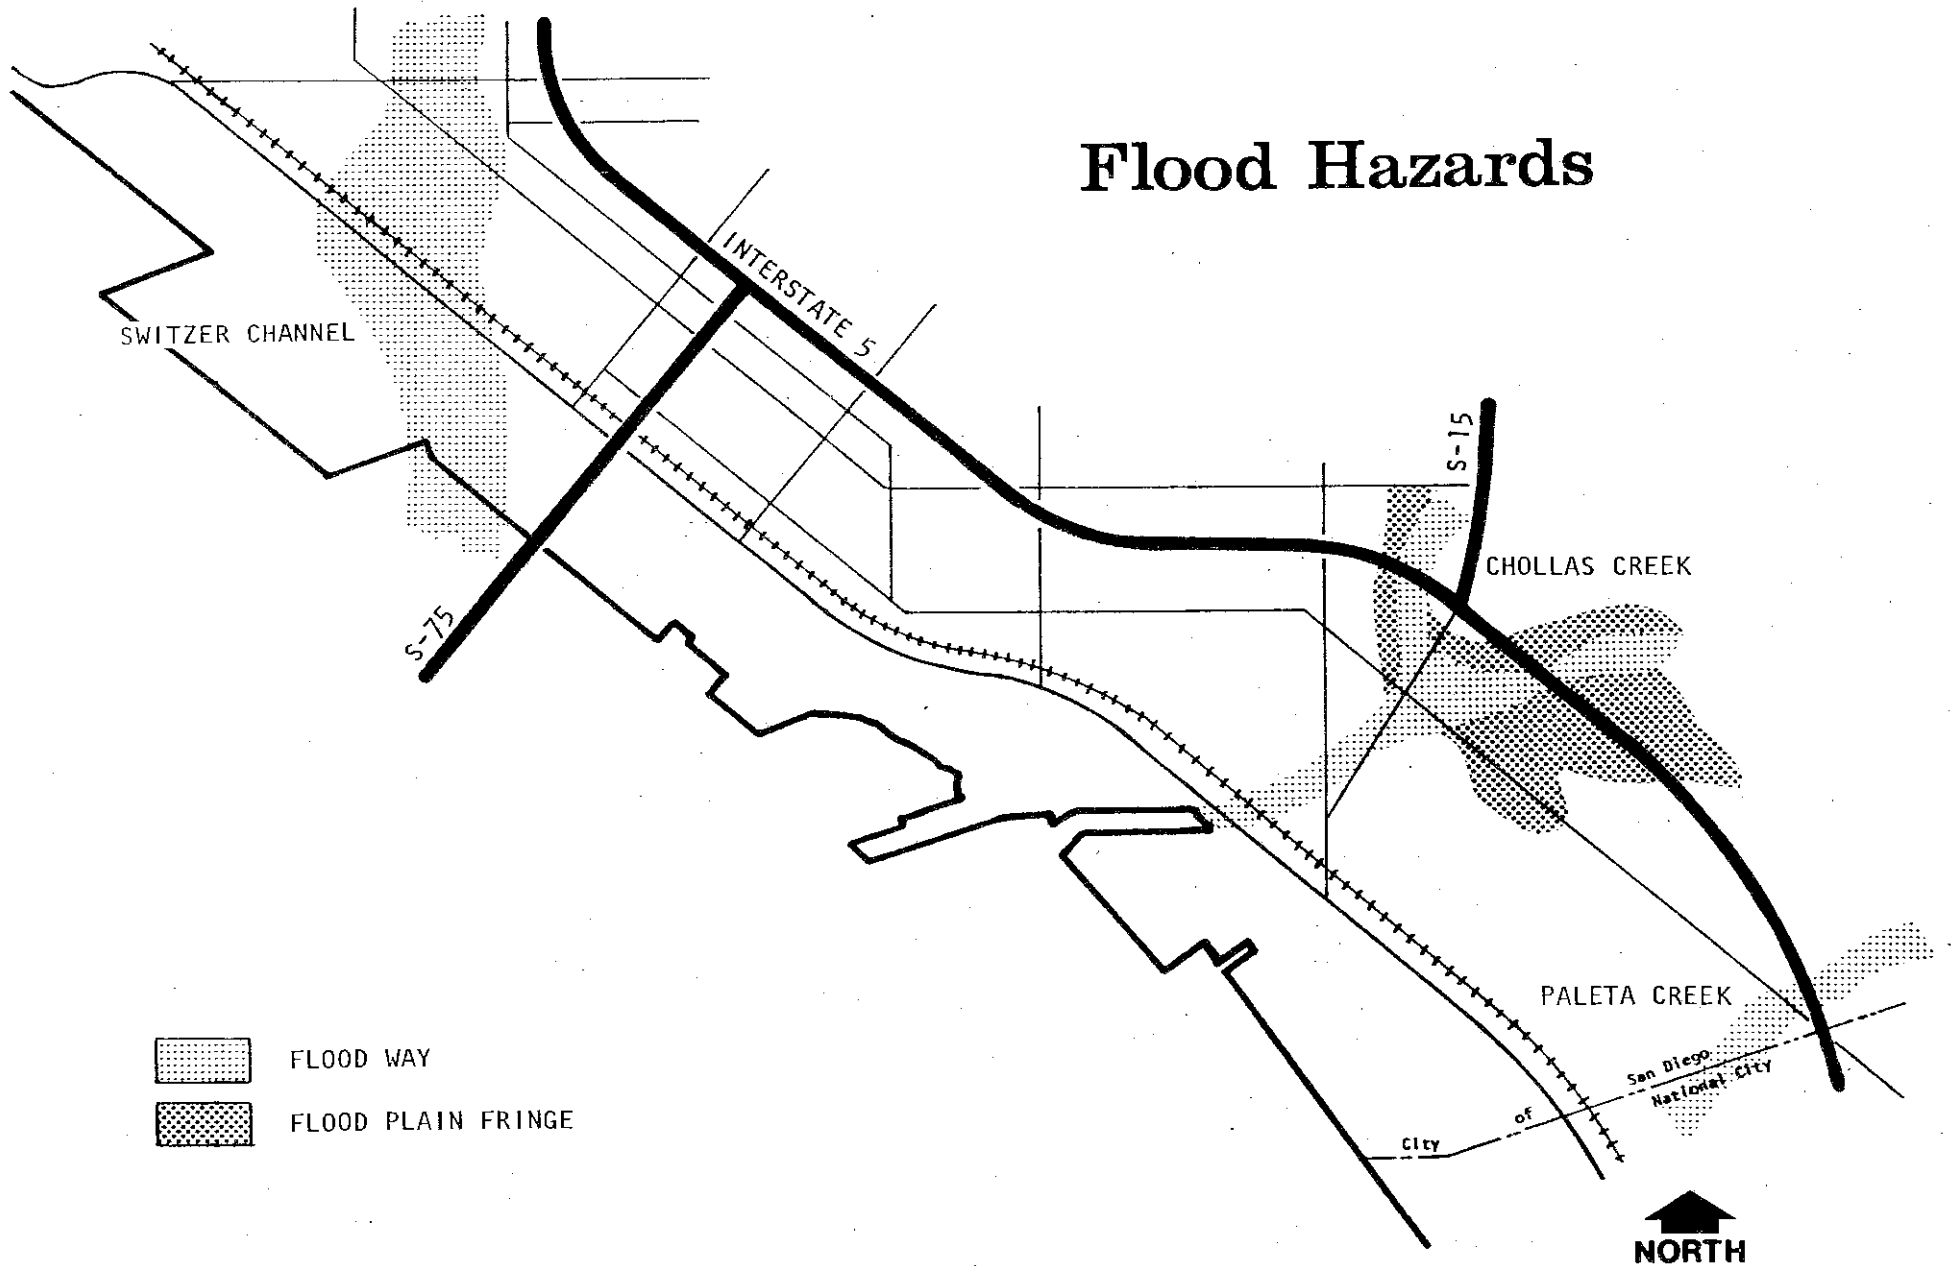 Flood Hazards
INTERSTATE 5
SWITZER CHANNEL
S-15
CHOLLAS CREEK
S-75
PALETA CREEK
FLOOD WAY
FLOOD PLAIN FRINGE
City of San Diego
National City
NORTH